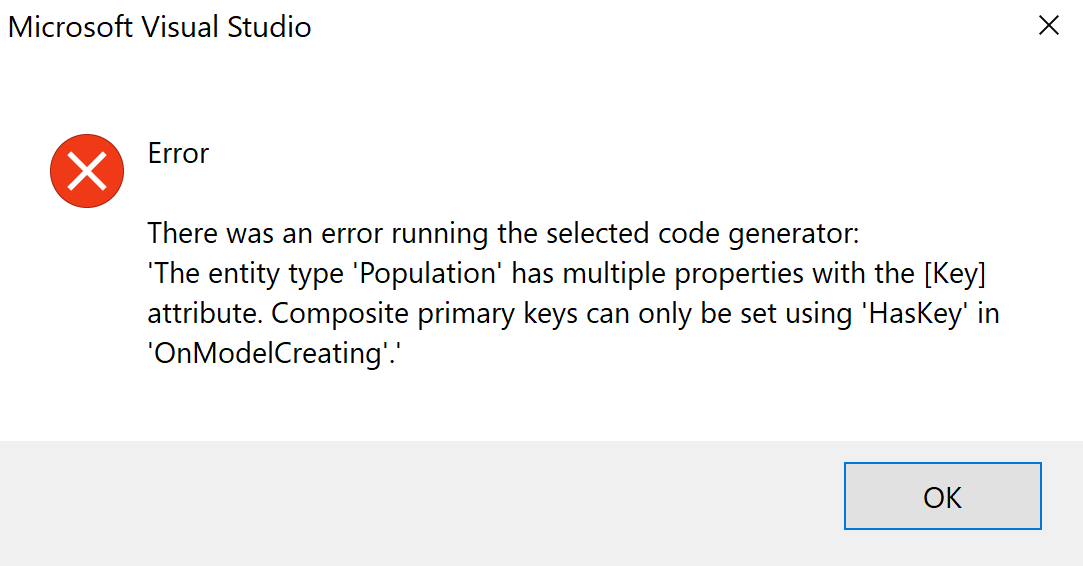 Microsoft Visual Studio
Error
There was an error running the selected code generator:
'The entity type 'Population' has multiple properties with the [Key]
attribute. Composite primary keys can only be set using 'HasKey' in
'OnModelCreating'.'
OK